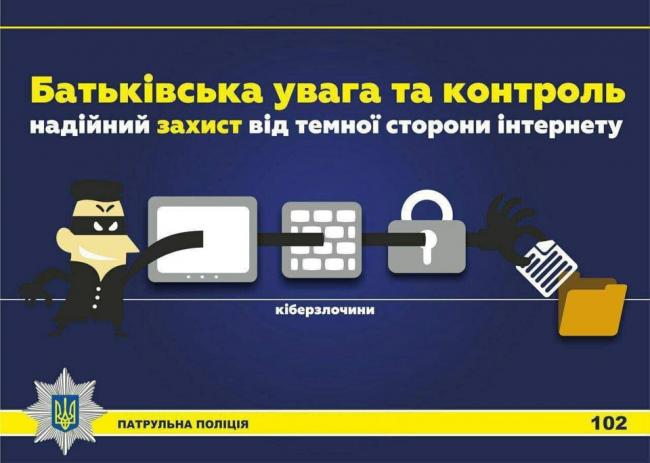 Батьківська увага та контроль
надійний захист від темної сторони інтернету
кіберзлочини
ПАТРУЛЬНА ПОЛІЦІЯ
102